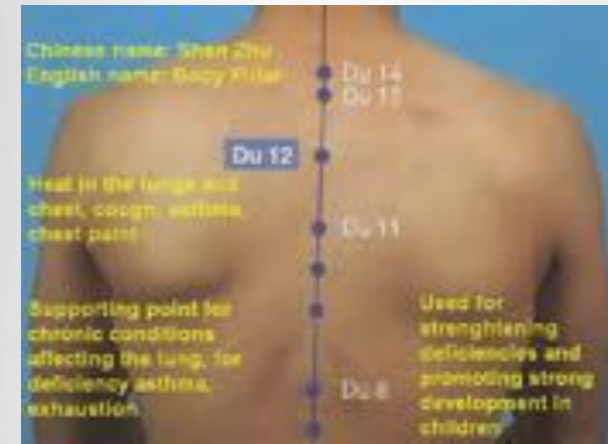 Chinese name: Shen Zhu
English name: Body Pillar
Du 14
Du 13
Du 12
Heat in the lungs and
chest, cough, asthma,
chest pain
Du 11
Supporting point for
chronic conditions
affecting the lung, for
deficiency asthma,
exhaustion
Used for
strenghtening
deficiencies and
promoting strong
development in
children